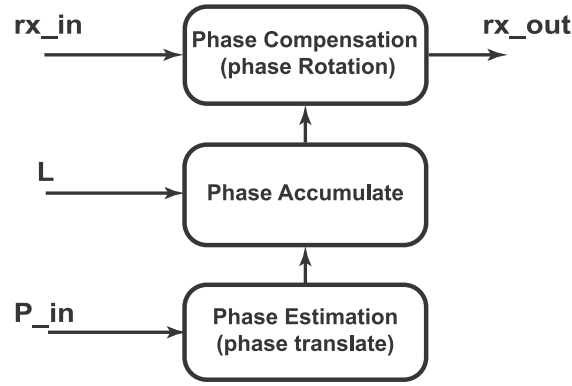 rx_in
rx_out
Phase Compensation
(phase Rotation)
L
Phase Accumulate
P_in
Phase Estimation
(phase translate)